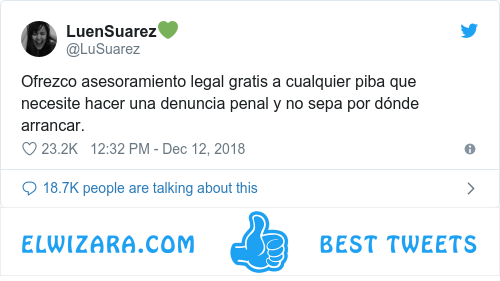 LuenSuarez💚
@LuSuarez
Ofrezco asesoramiento legal gratis a cualquier piba que
necesite hacer una denuncia penal y no sepa por dónde
arrancar.
23.2K 12:32 PM - Dec 12, 2018
18.7K people are talking about this
ELWIZARA.COM BEST TWEETS